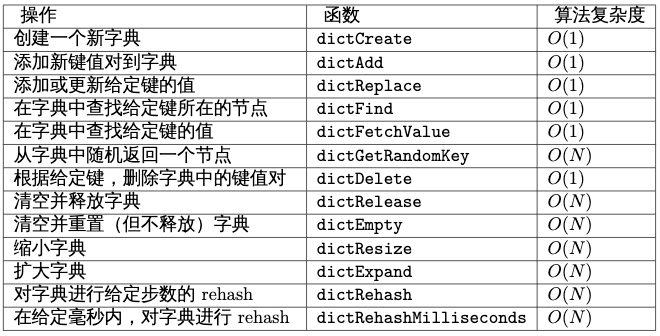 操作 函数 算法复杂度
创建一个新字典 dictCreate O(1)
添加新键值对到字典 dictAdd O(1)
添加或更新给定键的值 dictReplace O(1)
在字典中查找给定键所在的节点 dictFind O(1)
在字典中查找给定键的值 dictFetchValue O(1)
从字典中随机返回一个节点 dictGetRandomKey O(N)
根据给定键，删除字典中的键值对 dictDelete O(1)
清空并释放字典 dictRelease O(N)
清空并重置（但不释放）字典 dictEmpty O(N)
缩小字典 dictResize O(N)
扩大字典 dictExpand O(N)
对字典进行给定步数的 rehash dictRehash O(N)
在给定毫秒内，对字典进行 rehash dictRehashMilliseconds O(N)